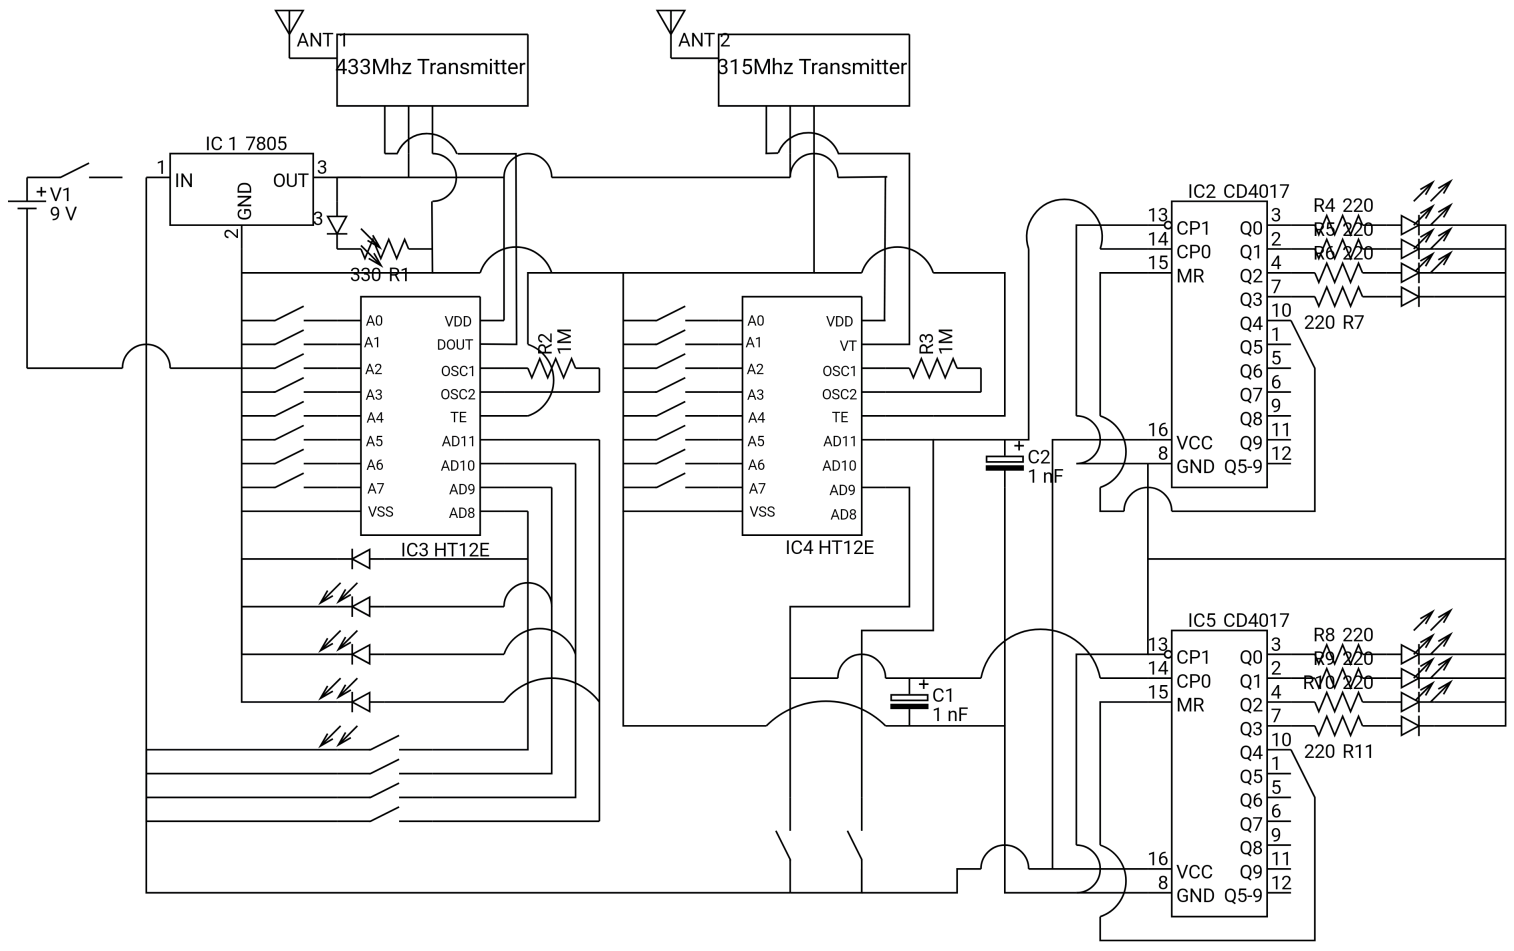 ANT 1
433Mhz Transmitter
ANT 2
315Mhz Transmitter
IC 1 7805
1
IN
OUT
3
GND
2
+
V1
9 V
3
330 R1
A0
A1
A2
A3
A4
A5
A6
A7
VSS
VDD
DOUT
OSC1
OSC2
TE
AD11
AD10
AD9
AD8
IC3 HT12E
R2
1M
A0
A1
A2
A3
A4
A5
A6
A7
VSS
VDD
VT
OSC1
OSC2
TE
AD11
AD10
AD9
AD8
IC4 HT12E
R3
1M
+
C2
1 nF
+
C1
1 nF
IC2 CD4017
13
CP1
14
CP0
15
MR
16
VCC
8
GND
Q0
3
Q1
2
Q2
4
Q3
7
Q4
10
Q5
1
Q6
5
Q7
6
Q8
9
Q9
11
Q5-9
12
R4 220
R5 220
R6 220
220 R7
IC5 CD4017
13
CP1
14
CP0
15
MR
16
VCC
8
GND
Q0
3
Q1
2
Q2
4
Q3
7
Q4
10
Q5
1
Q6
5
Q7
6
Q8
9
Q9
11
Q5-9
12
R8 220
R9 220
R10 220
220 R11